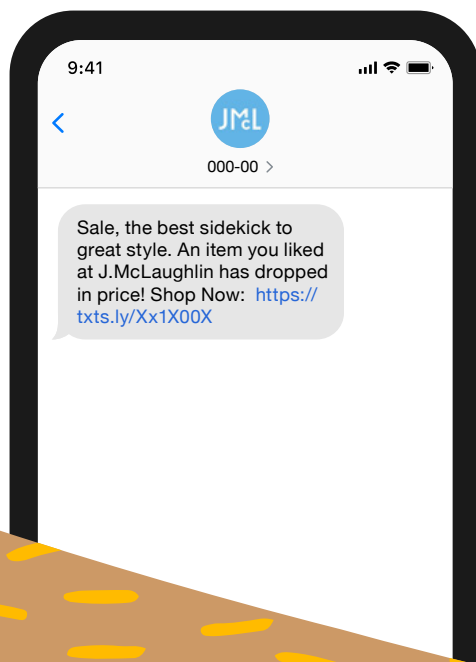 9:41
JMcL
000-00 >
Sale, the best sidekick to
great style. An item you liked
at J.McLaughlin has dropped
in price! Shop Now:  https://
txts.ly/Xx1X00X